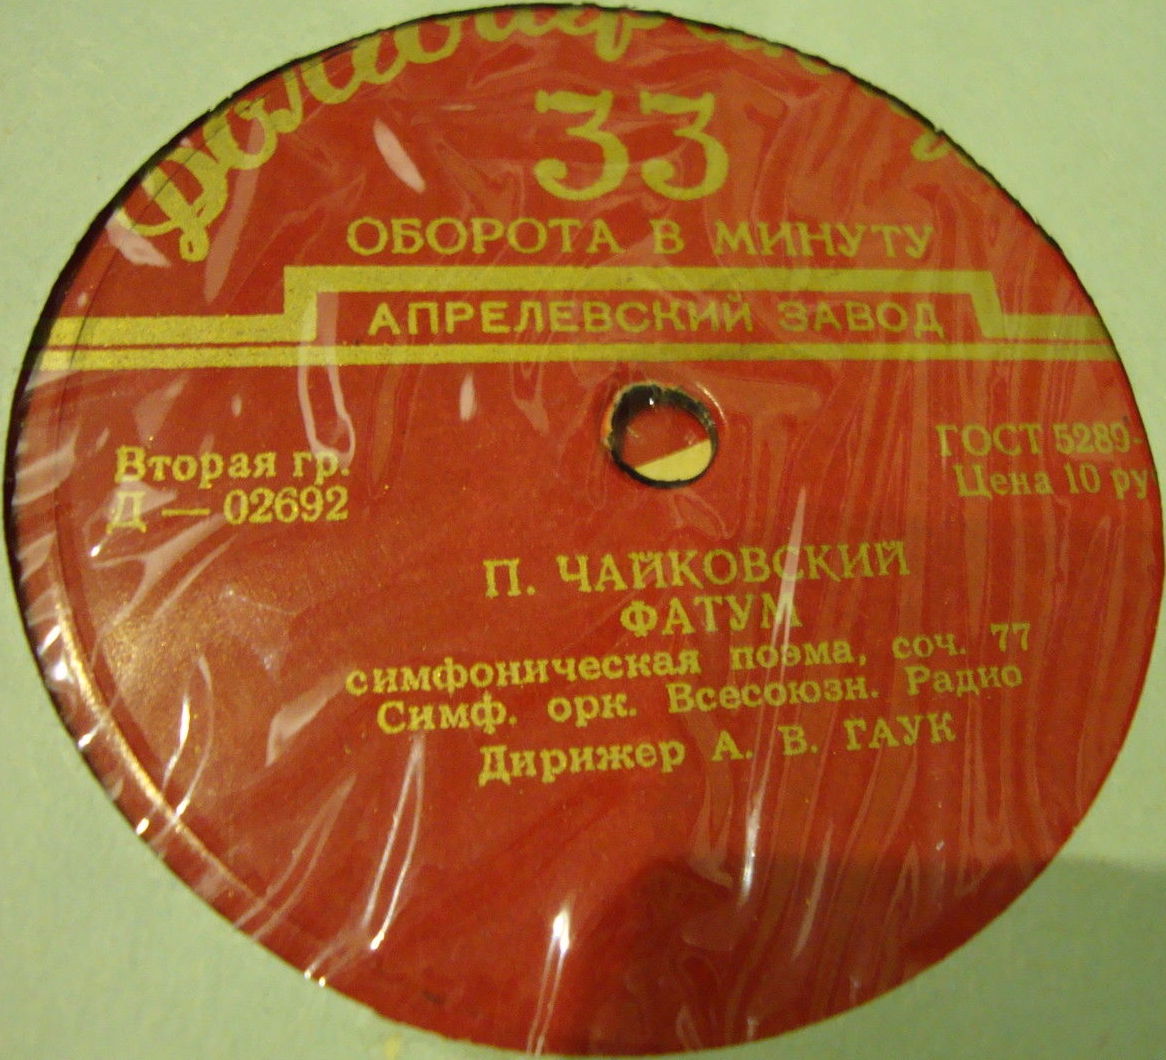 33
ОБОРОТА В МИНУТУ
АПРЕЛЕВСКИЙ ЗАВОД
Вторая гр.
Д — 02692
ГОСТ 5289-
Цена 10 ру
П. ЧАЙКОВСКИЙ
ФАТУМ
симфоническая поэма, соч. 77
Симф. орк. Всесоюзн. Радио
Дирижер А. В. ГАУК